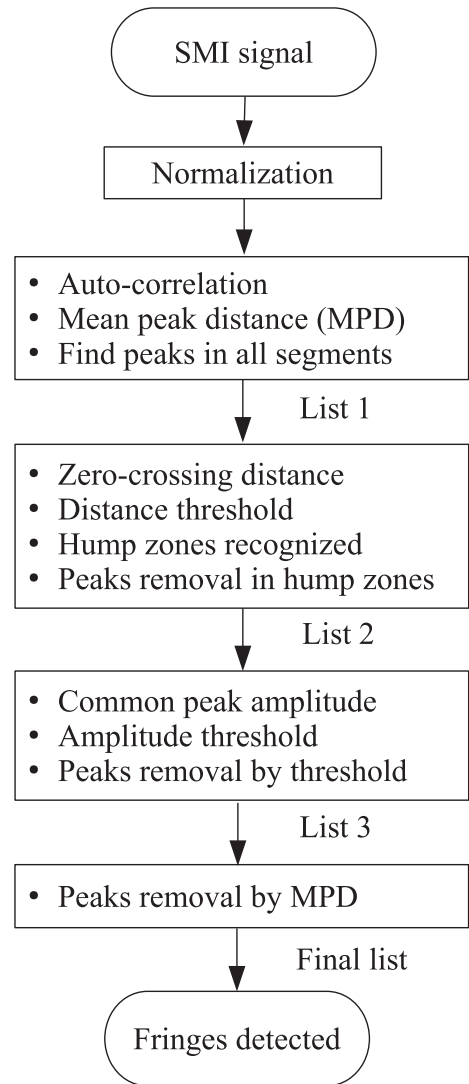 SMI signal
Normalization
• Auto-correlation
• Mean peak distance (MPD)
• Find peaks in all segments
List 1
• Zero-crossing distance
• Distance threshold
• Hump zones recognized
• Peaks removal in hump zones
List 2
• Common peak amplitude
• Amplitude threshold
• Peaks removal by threshold
List 3
• Peaks removal by MPD
Final list
Fringes detected